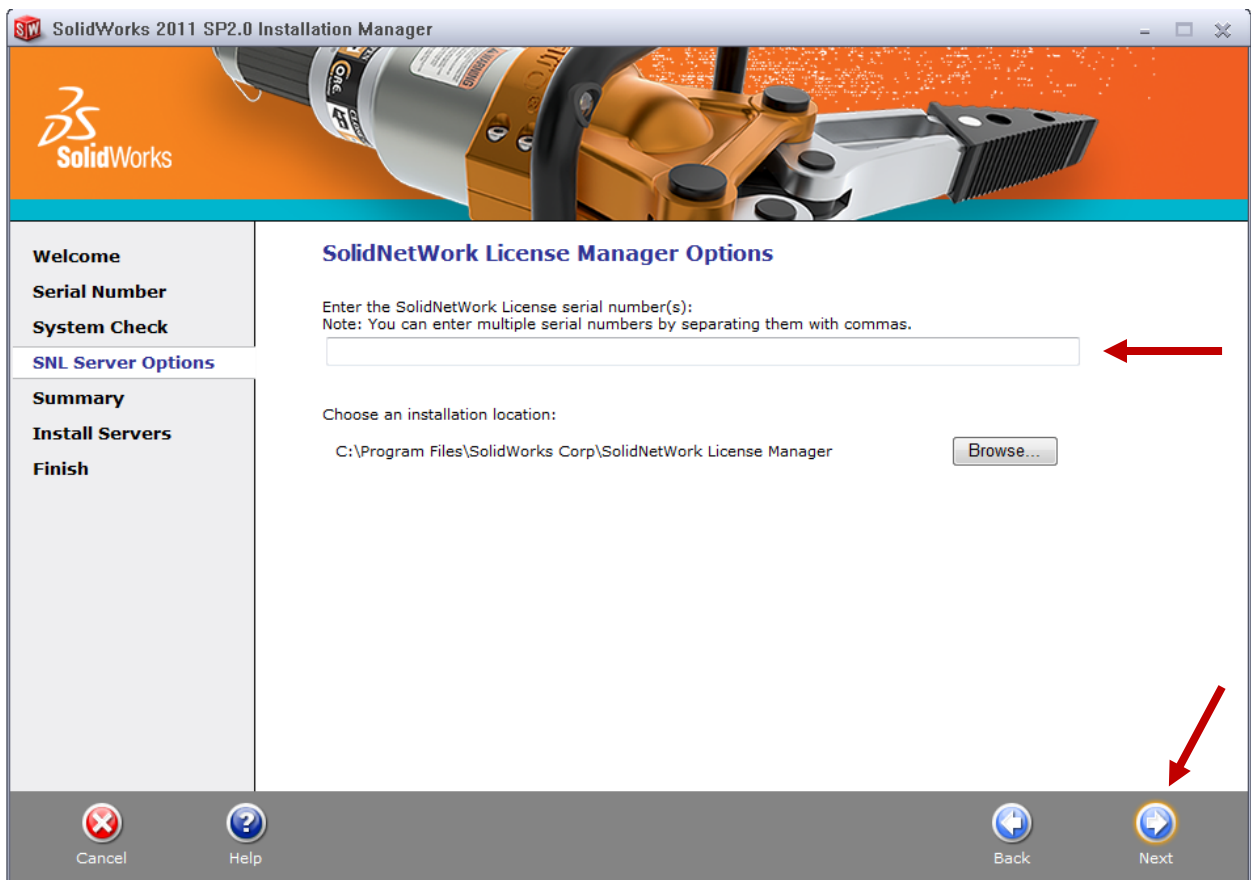 SolidWorks 2011 SP2.0 Installation Manager
SolidWorks
WARNING
Welcome
Serial Number
System Check
SNL Server Options
Summary
Install Servers
Finish
SolidNetWork License Manager Options
Enter the SolidNetWork License serial number(s):
Note: You can enter multiple serial numbers by separating them with commas.
Choose an installation location:
C:\Program Files\SolidWorks Corp\SolidNetWork License Manager
Browse...
Cancel
Help
Back
Next